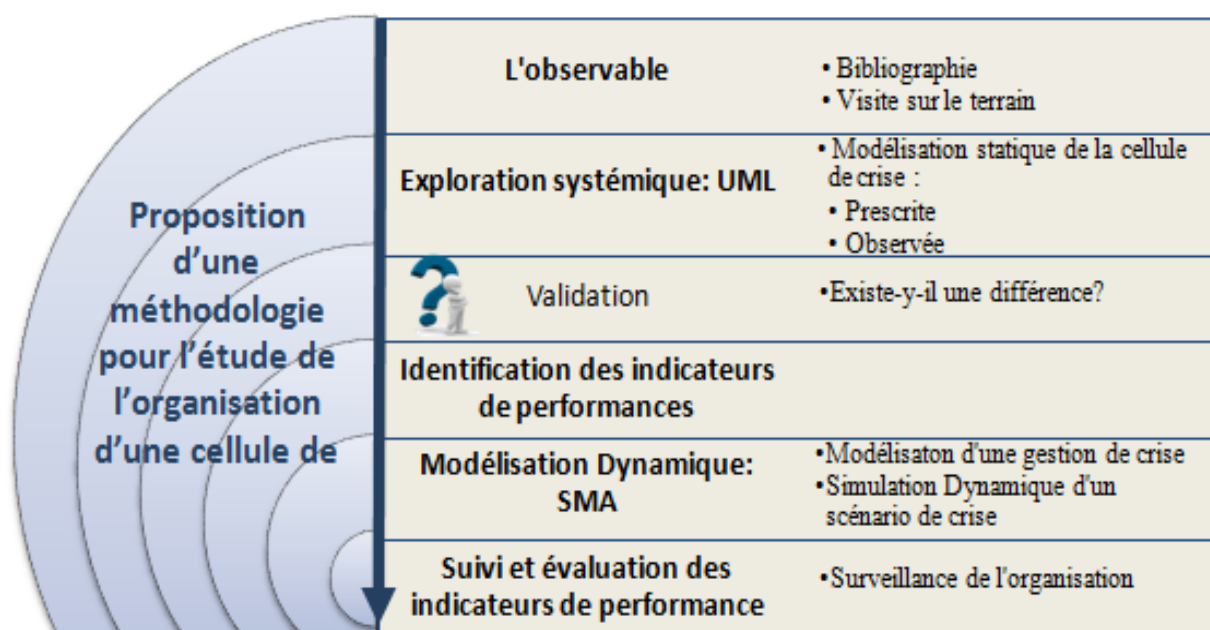 Proposition
d'une
méthodologie
pour l'étude de
l'organisation
d'une cellule de
L'observable
• Bibliographie
• Visite sur le terrain
Exploration systémique: UML
• Modélisation statique de la cellule
de crise :
• Prescrite
• Observée
Validation
•Existe-y-il une différence?
Identification des indicateurs
de performances
Modélisation Dynamique:
SMA
•Modélisaton d'une gestion de crise
•Simulation Dynamique d'un
scénario de crise
Suivi et évaluation des
indicateurs de performance
•Surveillance de l'organisation